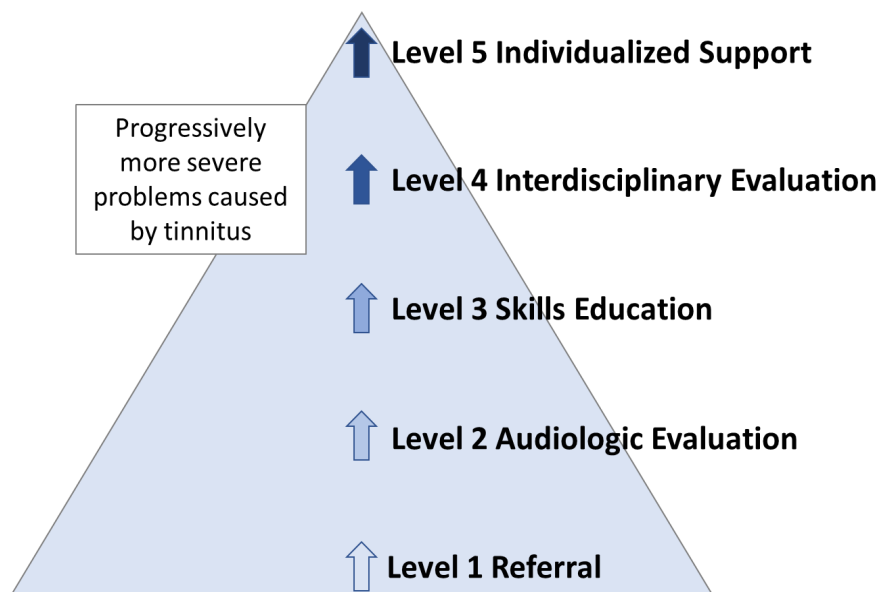 Level 5 Individualized Support
Progressively
more severe
problems caused
by tinnitus
Level 4 Interdisciplinary Evaluation
Level 3 Skills Education
Level 2 Audiologic Evaluation
Level 1 Referral